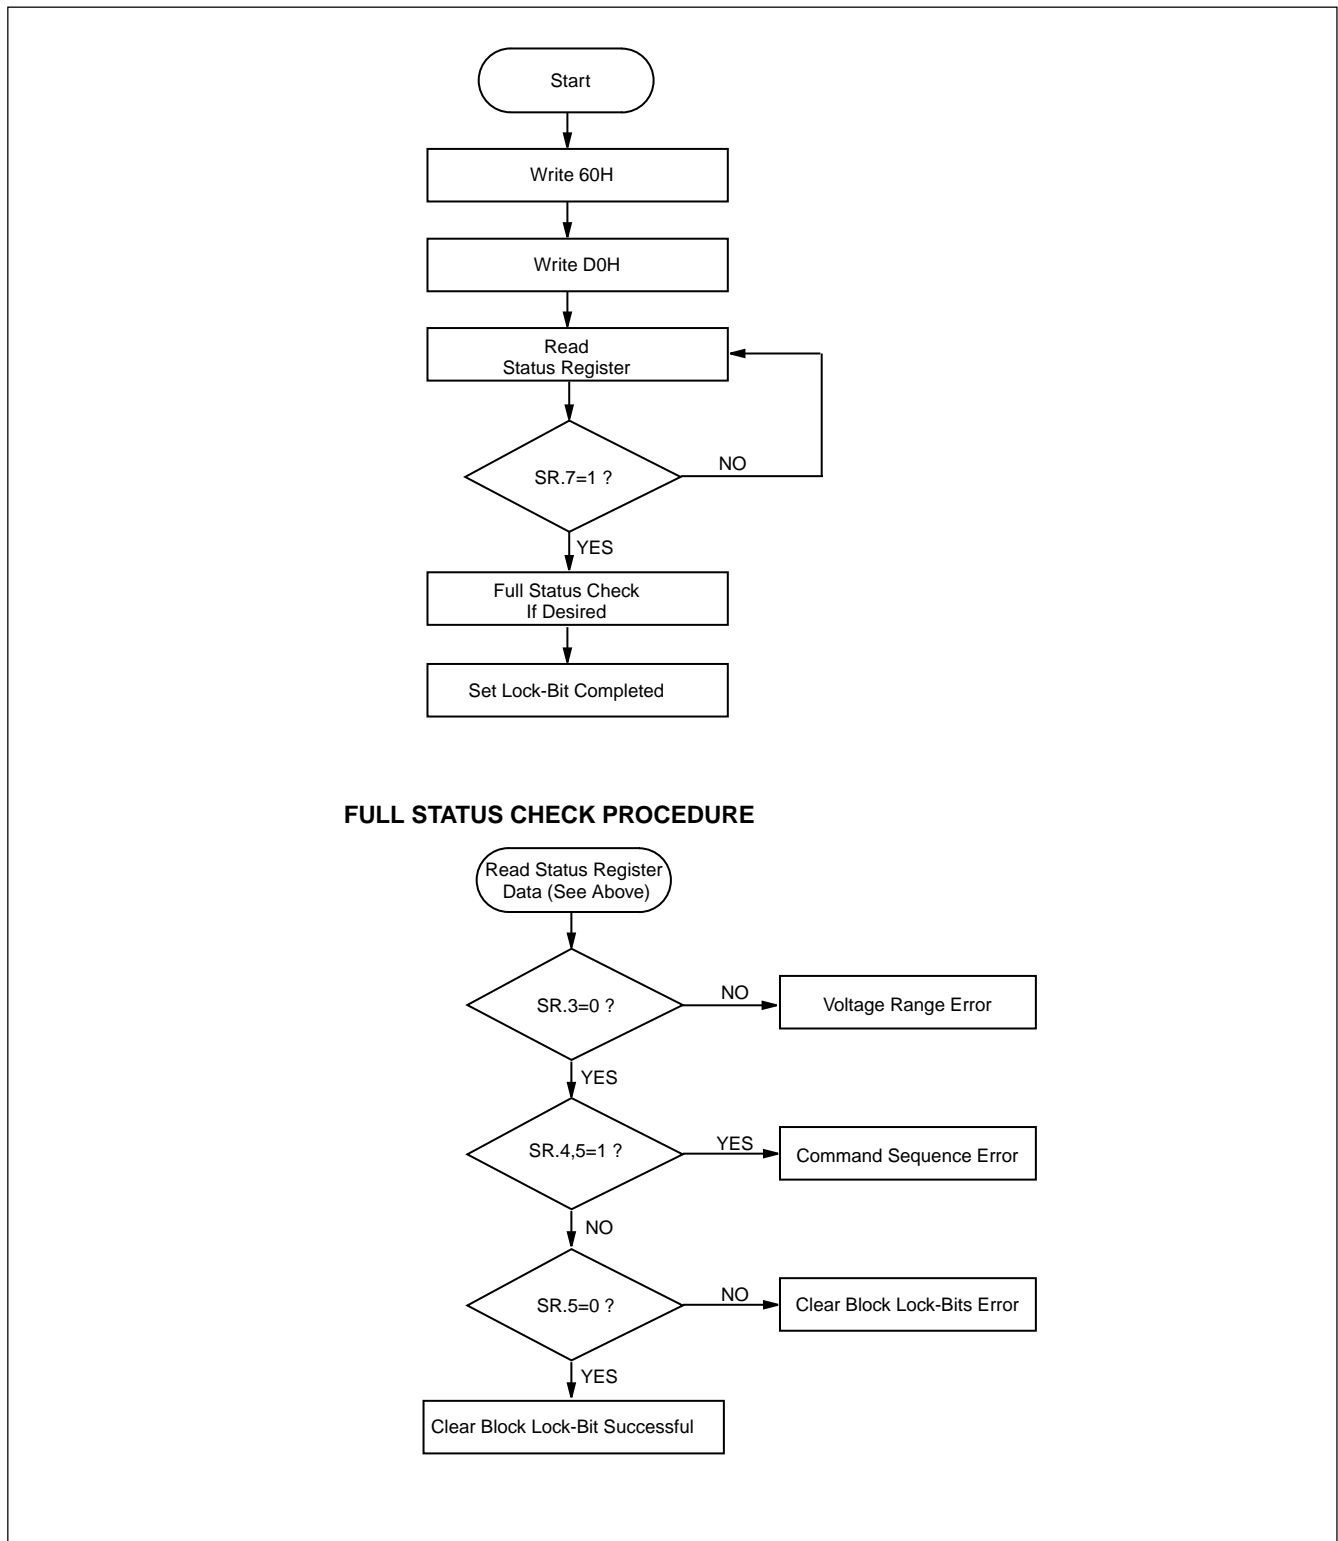 Start
Write 60H
Write D0H
Read
Status Register
SR.7=1 ?
NO
YES
Full Status Check
If Desired
Set Lock-Bit Completed
FULL STATUS CHECK PROCEDURE
Read Status Register
Data (See Above)
SR.3=0 ?
NO
Voltage Range Error
YES
SR.4,5=1 ?
YES
Command Sequence Error
NO
SR.5=0 ?
NO
Clear Block Lock-Bits Error
YES
Clear Block Lock-Bit Successful